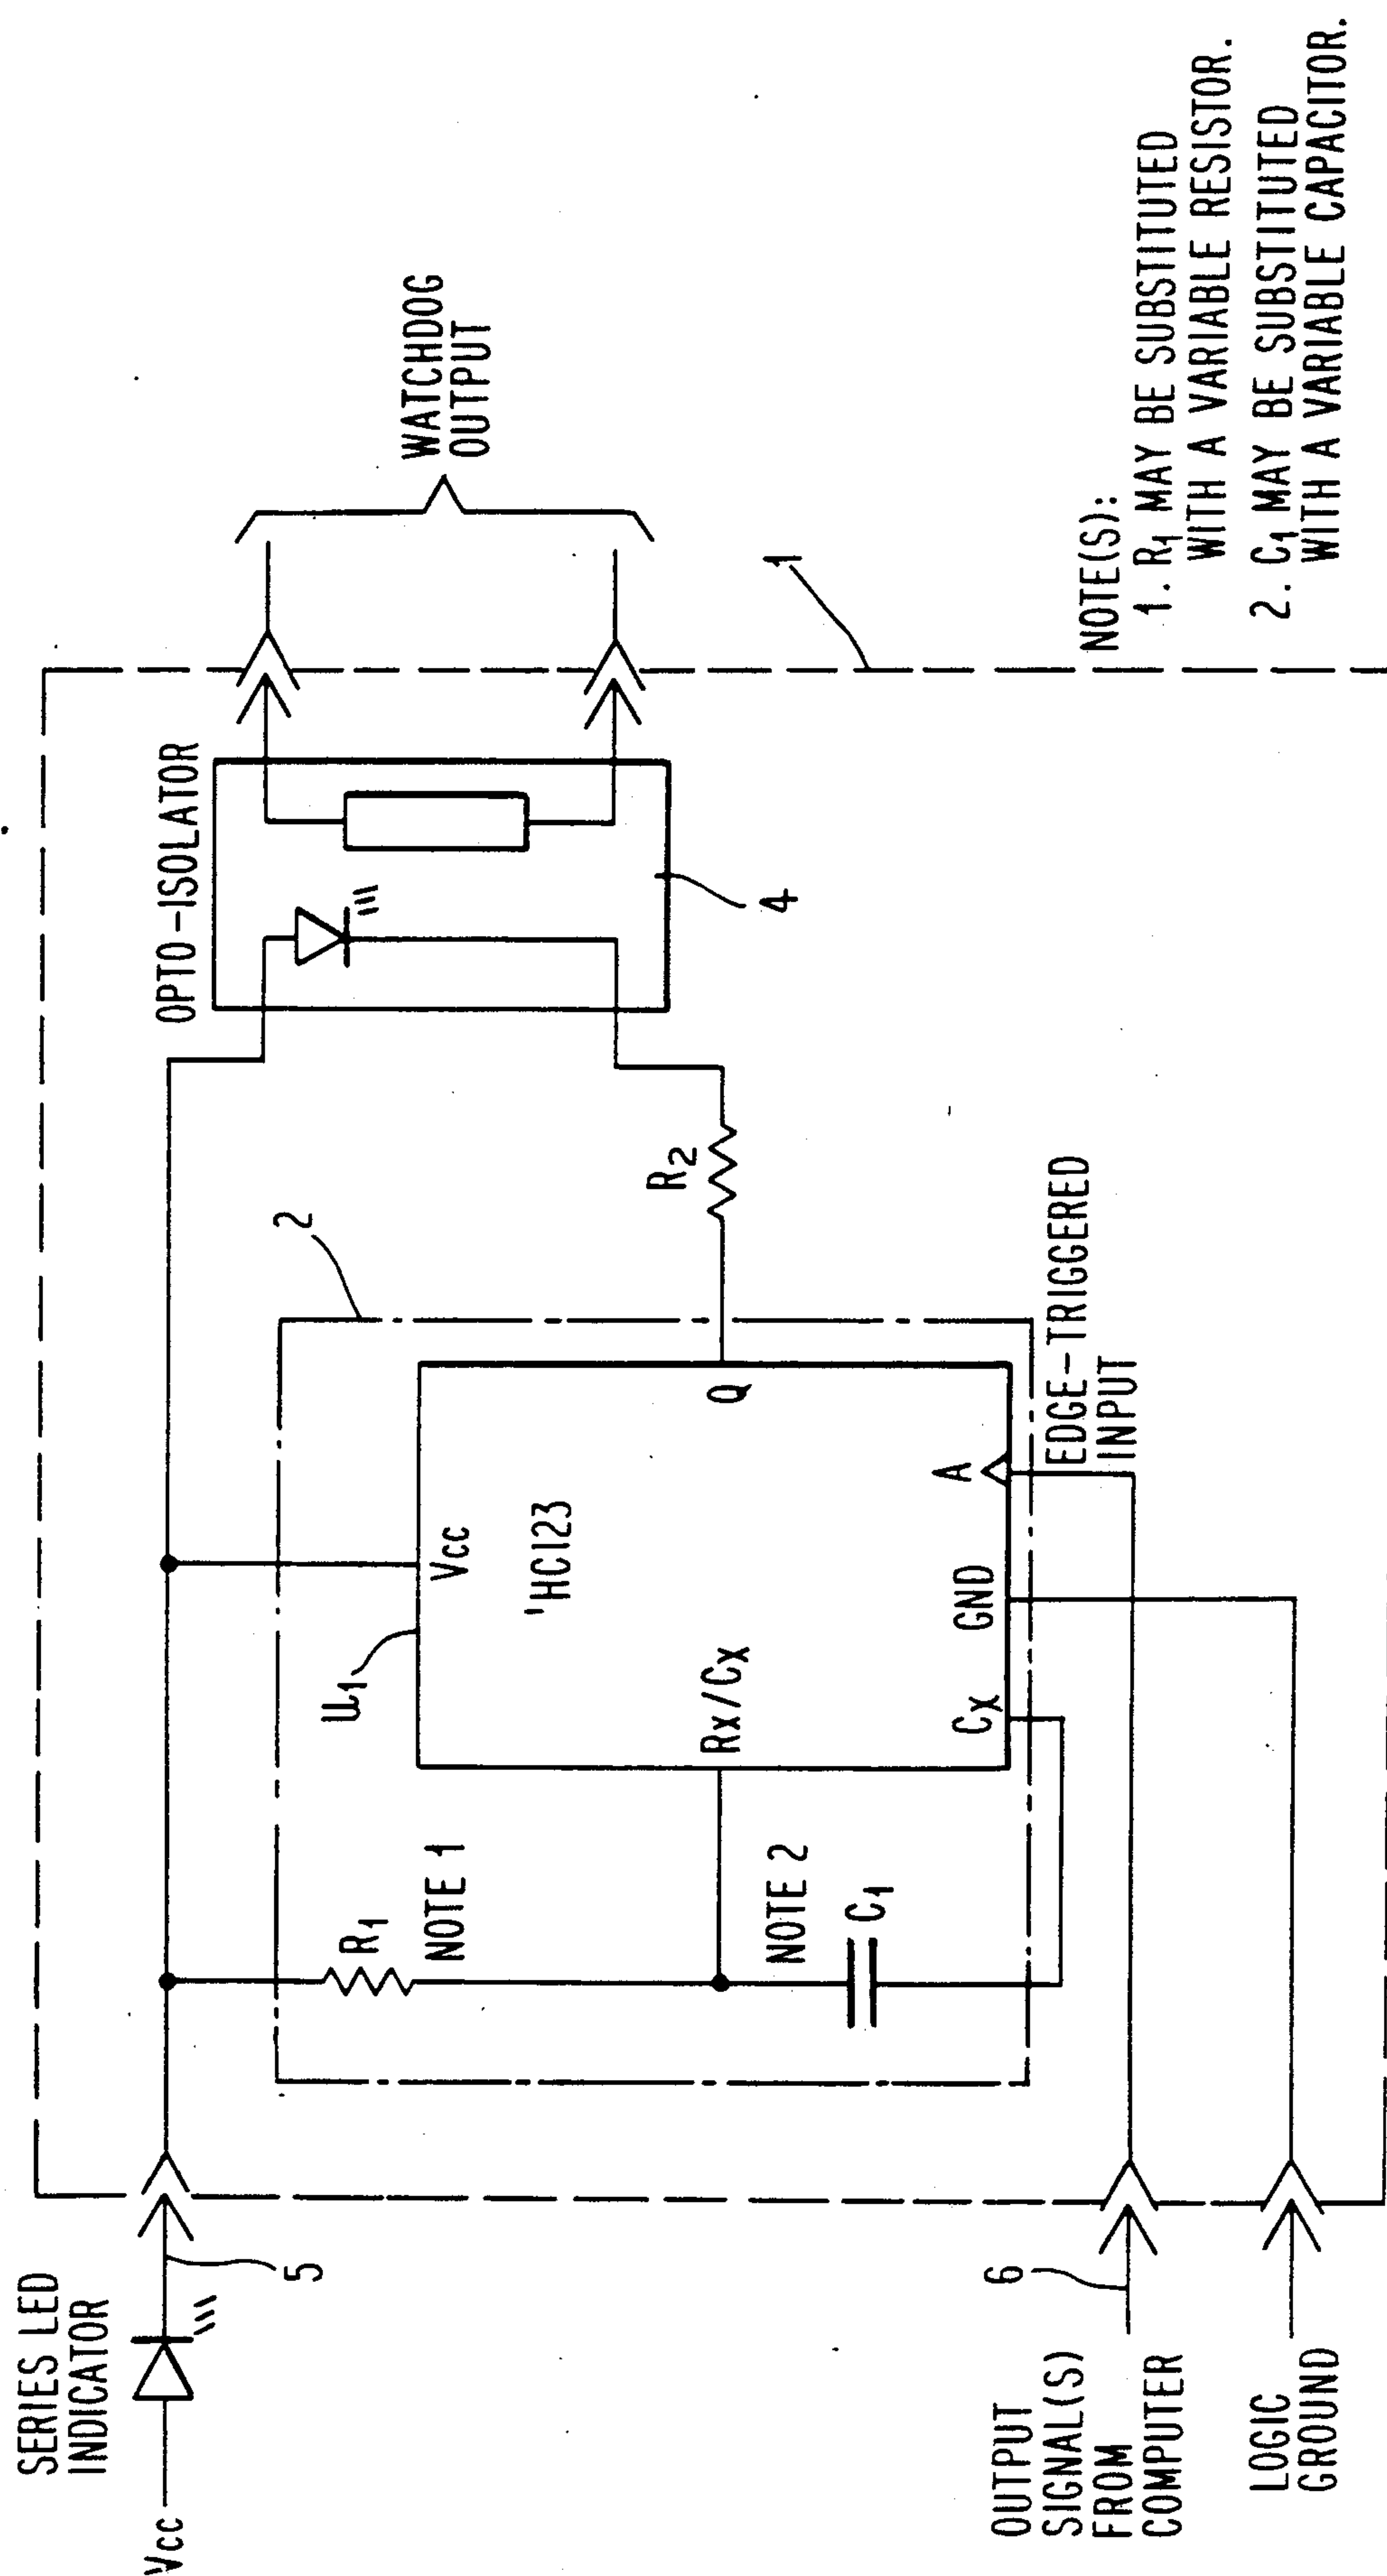 SERIES LED
INDICATOR
Vcc
5
OPTO-ISOLATOR
4
WATCHDOG
OUTPUT
2
U1
Vcc
'HC123
Rx/Cx
Q
Cx
GND
A
R1
NOTE 1
NOTE 2
C1
R2
EDGE-TRIGGERED
INPUT
1
OUTPUT
SIGNAL(S)
FROM
COMPUTER
6
LOGIC
GROUND
NOTE(S):
1. R1 MAY BE SUBSTITUTED
WITH A VARIABLE RESISTOR.
2. C1 MAY BE SUBSTITUTED
WITH A VARIABLE CAPACITOR.